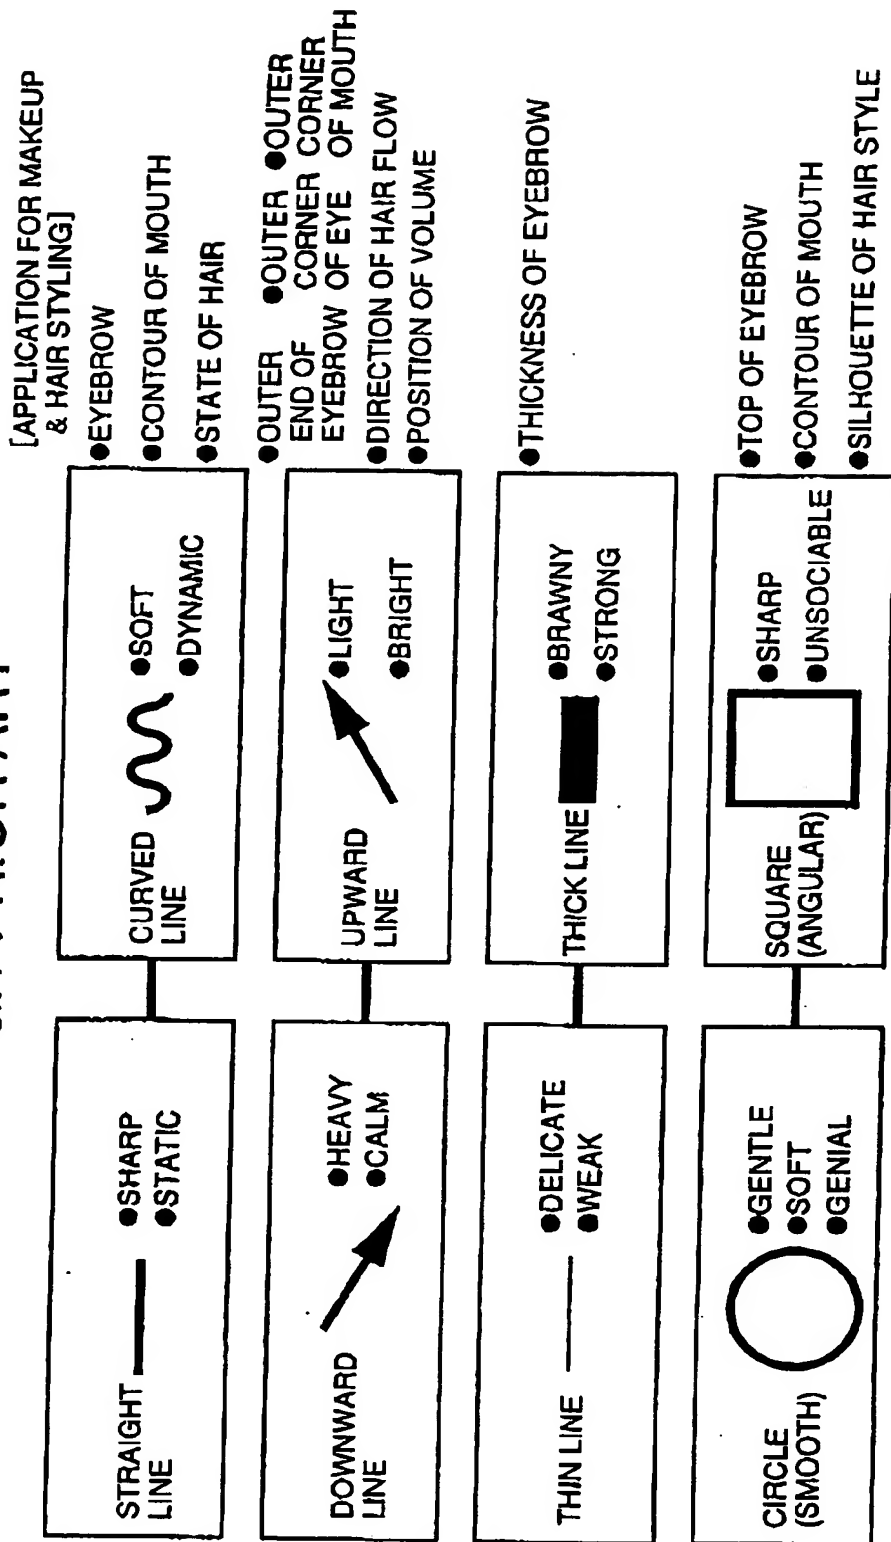 [APPLICATION FOR MAKEUP
& HAIR STYLING]
STRAIGHT
LINE
●SHARP
●STATIC
CURVED
LINE
●SOFT
●DYNAMIC
●EYEBROW
●CONTOUR OF MOUTH
●STATE OF HAIR
DOWNWARD
LINE
●HEAVY
●CALM
UPWARD
LINE
●LIGHT
●BRIGHT
●OUTER
END OF
EYEBROW
●OUTER
CORNER
OF EYE
●OUTER
CORNER
OF MOUTH
●DIRECTION OF HAIR FLOW
●POSITION OF VOLUME
THIN LINE
●DELICATE
●WEAK
THICK LINE
●BRAWNY
●STRONG
●THICKNESS OF EYEBROW
CIRCLE
(SMOOTH)
●GENTLE
●SOFT
●GENIAL
SQUARE
(ANGULAR)
●SHARP
●UNSOCIABLE
●TOP OF EYEBROW
●CONTOUR OF MOUTH
●SILHOUETTE OF HAIR STYLE